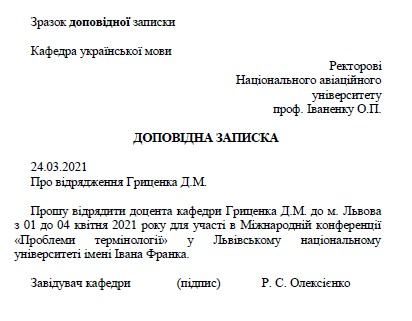 Зразок доповідної записки
Кафедра української мови
Ректорові
Національного авіаційного
університету
проф. Іваненку О.П.
ДОПОВІДНА ЗАПИСКА
24.03.2021
Про відрядження Гриценка Д.М.
Прошу відрядити доцента кафедри Гриценка Д.М. до м. Львова
з 01 до 04 квітня 2021 року для участі в Міжнародній конференції
«Проблеми термінології» у Львівському національному
університеті імені Івана Франка.
Завідувач кафедри (підпис) Р. С. Олексієнко